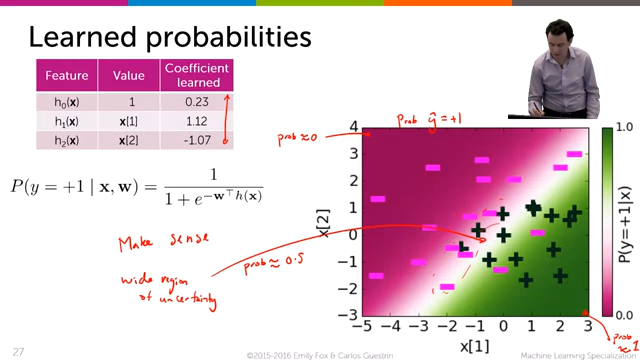 Learned probabilities
Feature Value Coefficient learned
h₀(x) 1 0.23
h₁(x) x[1] 1.12
h₂(x) x[2] -1.07
P(y = +1 | x, w) = 1 / (1 + e^{-w^⊤ h(x)})
Make sense
wide region
of uncertainty
prob ≈ 0.5
prob ≈ 0
Prob ŷ = +1
4
3
2
1
0
−1
−2
−3
−4
x[2]
−5 −4 −3 −2 −1 0 1 2 3
x[1]
1.0
0.0
P(y=+1|x)
prob
≈ 1
27
©2015-2016 Emily Fox & Carlos Guestrin
Machine Learning Specialization